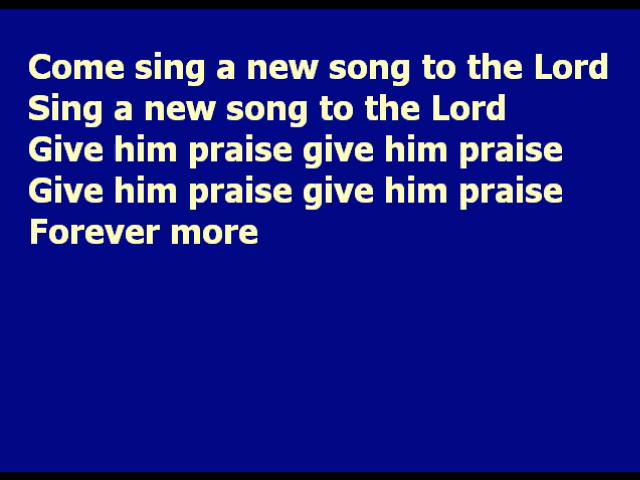 Come sing a new song to the Lord
Sing a new song to the Lord
Give him praise give him praise
Give him praise give him praise
Forever more